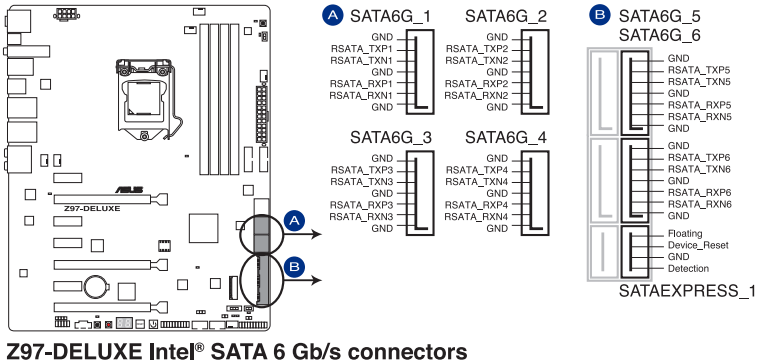 A SATA6G_1
GND
RSATA_TXP1
RSATA_TXN1
GND
RSATA_RXP1
RSATA_RXN1
GND
SATA6G_2
GND
RSATA_TXP2
RSATA_TXN2
GND
RSATA_RXP2
RSATA_RXN2
GND
SATA6G_3
GND
RSATA_TXP3
RSATA_TXN3
GND
RSATA_RXP3
RSATA_RXN3
GND
SATA6G_4
GND
RSATA_TXP4
RSATA_TXN4
GND
RSATA_RXP4
RSATA_RXN4
GND
B SATA6G_5
SATA6G_6
GND
RSATA_TXP5
RSATA_TXN5
GND
RSATA_RXP5
RSATA_RXN5
GND
GND
RSATA_TXP6
RSATA_TXN6
GND
RSATA_RXP6
RSATA_RXN6
GND
Floating
Device_Reset
GND
Detection
SATAEXPRESS_1
ASUS
Z97-DELUXE
A
B
Z97-DELUXE Intel® SATA 6 Gb/s connectors